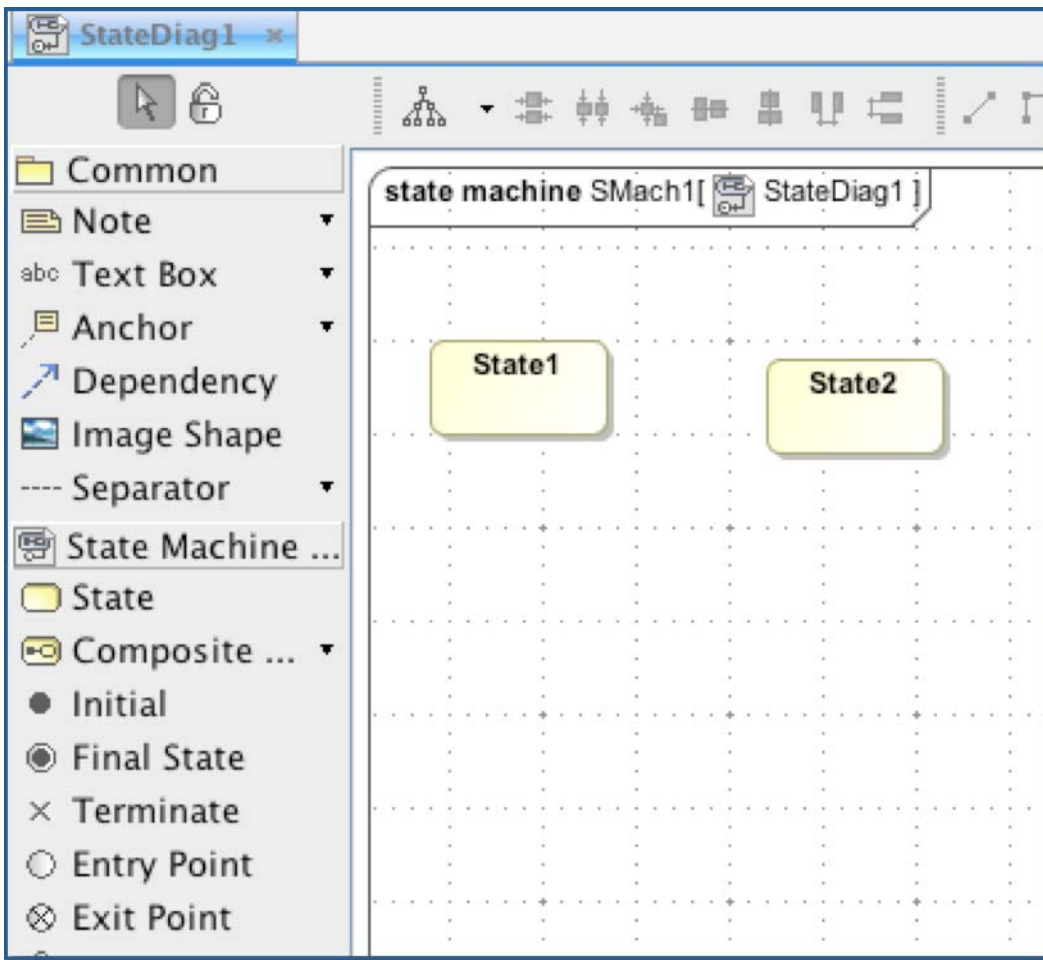 StateDiag1
Common
Note
abc Text Box
Anchor
Dependency
Image Shape
Separator
State Machine ...
State
Composite ...
Initial
Final State
Terminate
Entry Point
Exit Point
state machine SMach1[ StateDiag1 ]
State1
State2